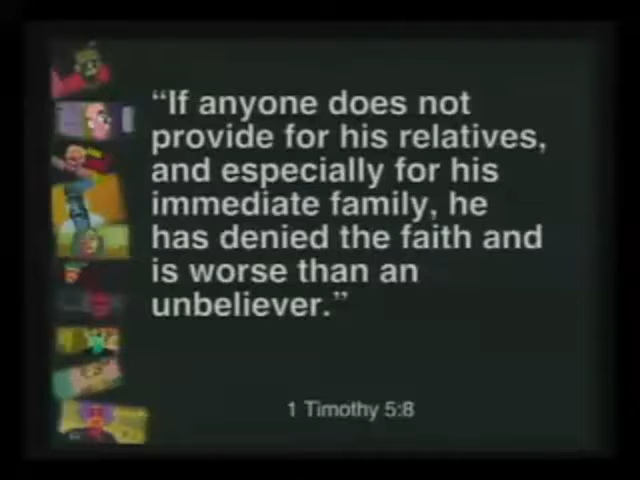 “If anyone does not
provide for his relatives,
and especially for his
immediate family, he
has denied the faith and
is worse than an
unbeliever.”
1 Timothy 5:8